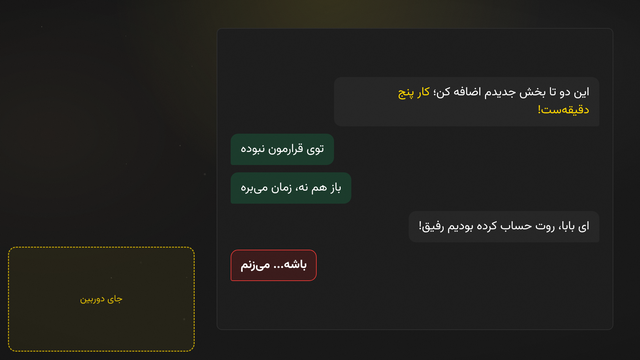 این دو تا بخش جدیدم اضافه کن؛ کار پنج
دقیقه‌ست!
توی قرارمون نبوده
باز هم نه، زمان می‌بره
ای بابا، روت حساب کرده بودیم رفیق!
باشه... می‌زنم
جای دوربین